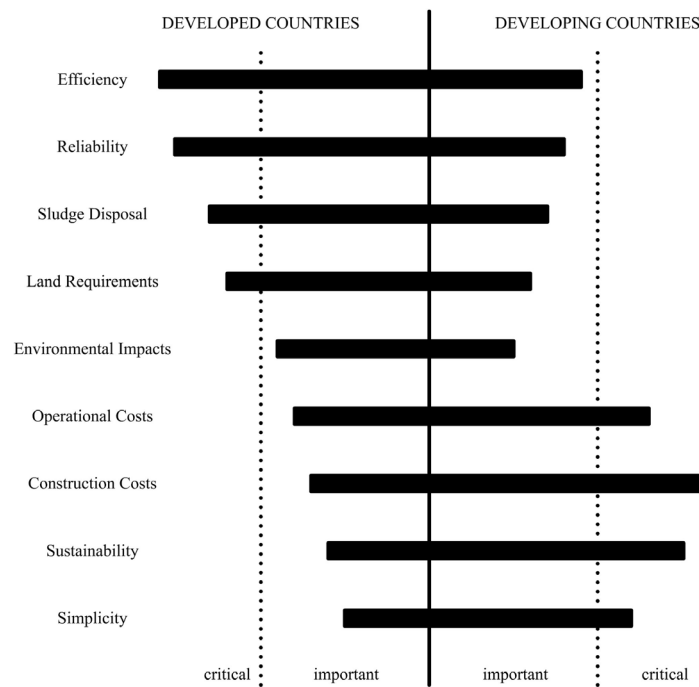 DEVELOPED COUNTRIES
DEVELOPING COUNTRIES
Efficiency
Reliability
Sludge Disposal
Land Requirements
Environmental Impacts
Operational Costs
Construction Costs
Sustainability
Simplicity
critical
important
important
critical